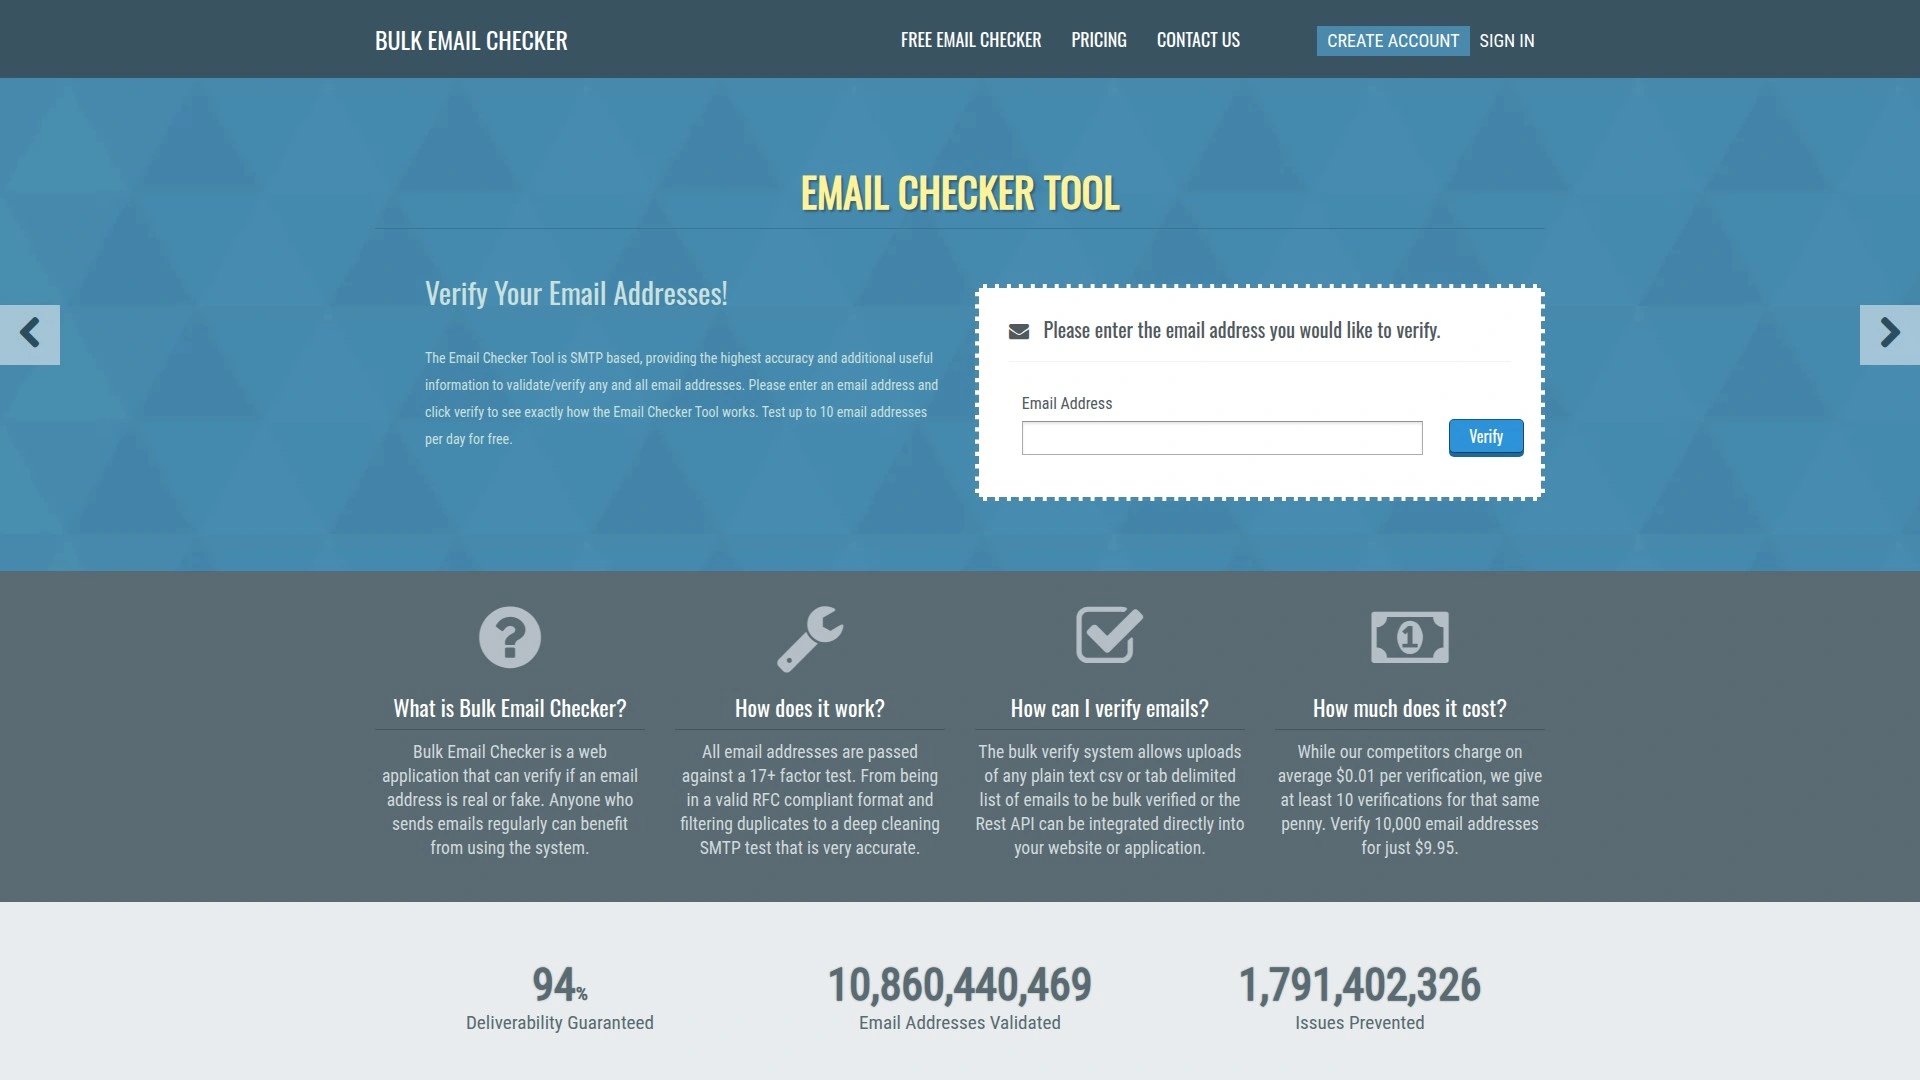 BULK EMAIL CHECKER
FREE EMAIL CHECKER
PRICING
CONTACT US
CREATE ACCOUNT
SIGN IN
EMAIL CHECKER TOOL
Verify Your Email Addresses!
The Email Checker Tool is SMTP based, providing the highest accuracy and additional useful
information to validate/verify any and all email addresses. Please enter an email address and
click verify to see exactly how the Email Checker Tool works. Test up to 10 email addresses
per day for free.
Please enter the email address you would like to verify.
Email Address
Verify
What is Bulk Email Checker?
Bulk Email Checker is a web
application that can verify if an email
address is real or fake. Anyone who
sends emails regularly can benefit
from using the system.
How does it work?
All email addresses are passed
against a 17+ factor test. From being
in a valid RFC compliant format and
filtering duplicates to a deep cleaning
SMTP test that is very accurate.
How can I verify emails?
The bulk verify system allows uploads
of any plain text csv or tab delimited
list of emails to be bulk verified or the
Rest API can be integrated directly into
your website or application.
1
How much does it cost?
While our competitors charge on
average $0.01 per verification, we give
at least 10 verifications for that same
penny. Verify 10,000 email addresses
for just $9.95.
94%
Deliverability Guaranteed
10,860,440,469
Email Addresses Validated
1,791,402,326
Issues Prevented